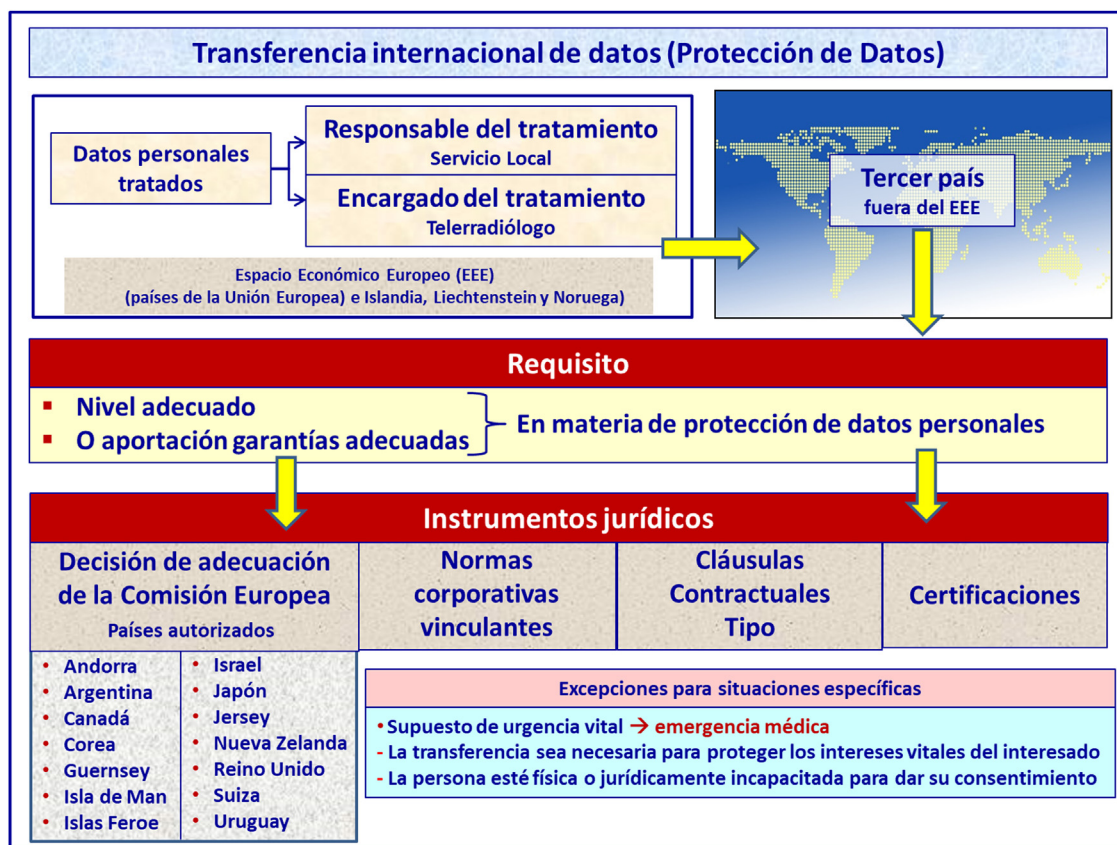 Transferencia internacional de datos (Protección de Datos)
Datos personales
tratados
Responsable del tratamiento
Servicio Local
Encargado del tratamiento
Telerradiólogo
Espacio Económico Europeo (EEE)
(países de la Unión Europea) e Islandia, Liechtenstein y Noruega)
Tercer país
fuera del EEE
Requisito
▪ Nivel adecuado
▪ O aportación garantías adecuadas
En materia de protección de datos personales
Instrumentos jurídicos
Decisión de adecuación
de la Comisión Europea
Países autorizados
Normas
corporativas
vinculantes
Cláusulas
Contractuales
Tipo
Certificaciones
• Andorra
• Argentina
• Canadá
• Corea
• Guernsey
• Isla de Man
• Islas Feroe
• Israel
• Japón
• Jersey
• Nueva Zelanda
• Reino Unido
• Suiza
• Uruguay
Excepciones para situaciones específicas
• Supuesto de urgencia vital → emergencia médica
- La transferencia sea necesaria para proteger los intereses vitales del interesado
- La persona esté física o jurídicamente incapacitada para dar su consentimiento